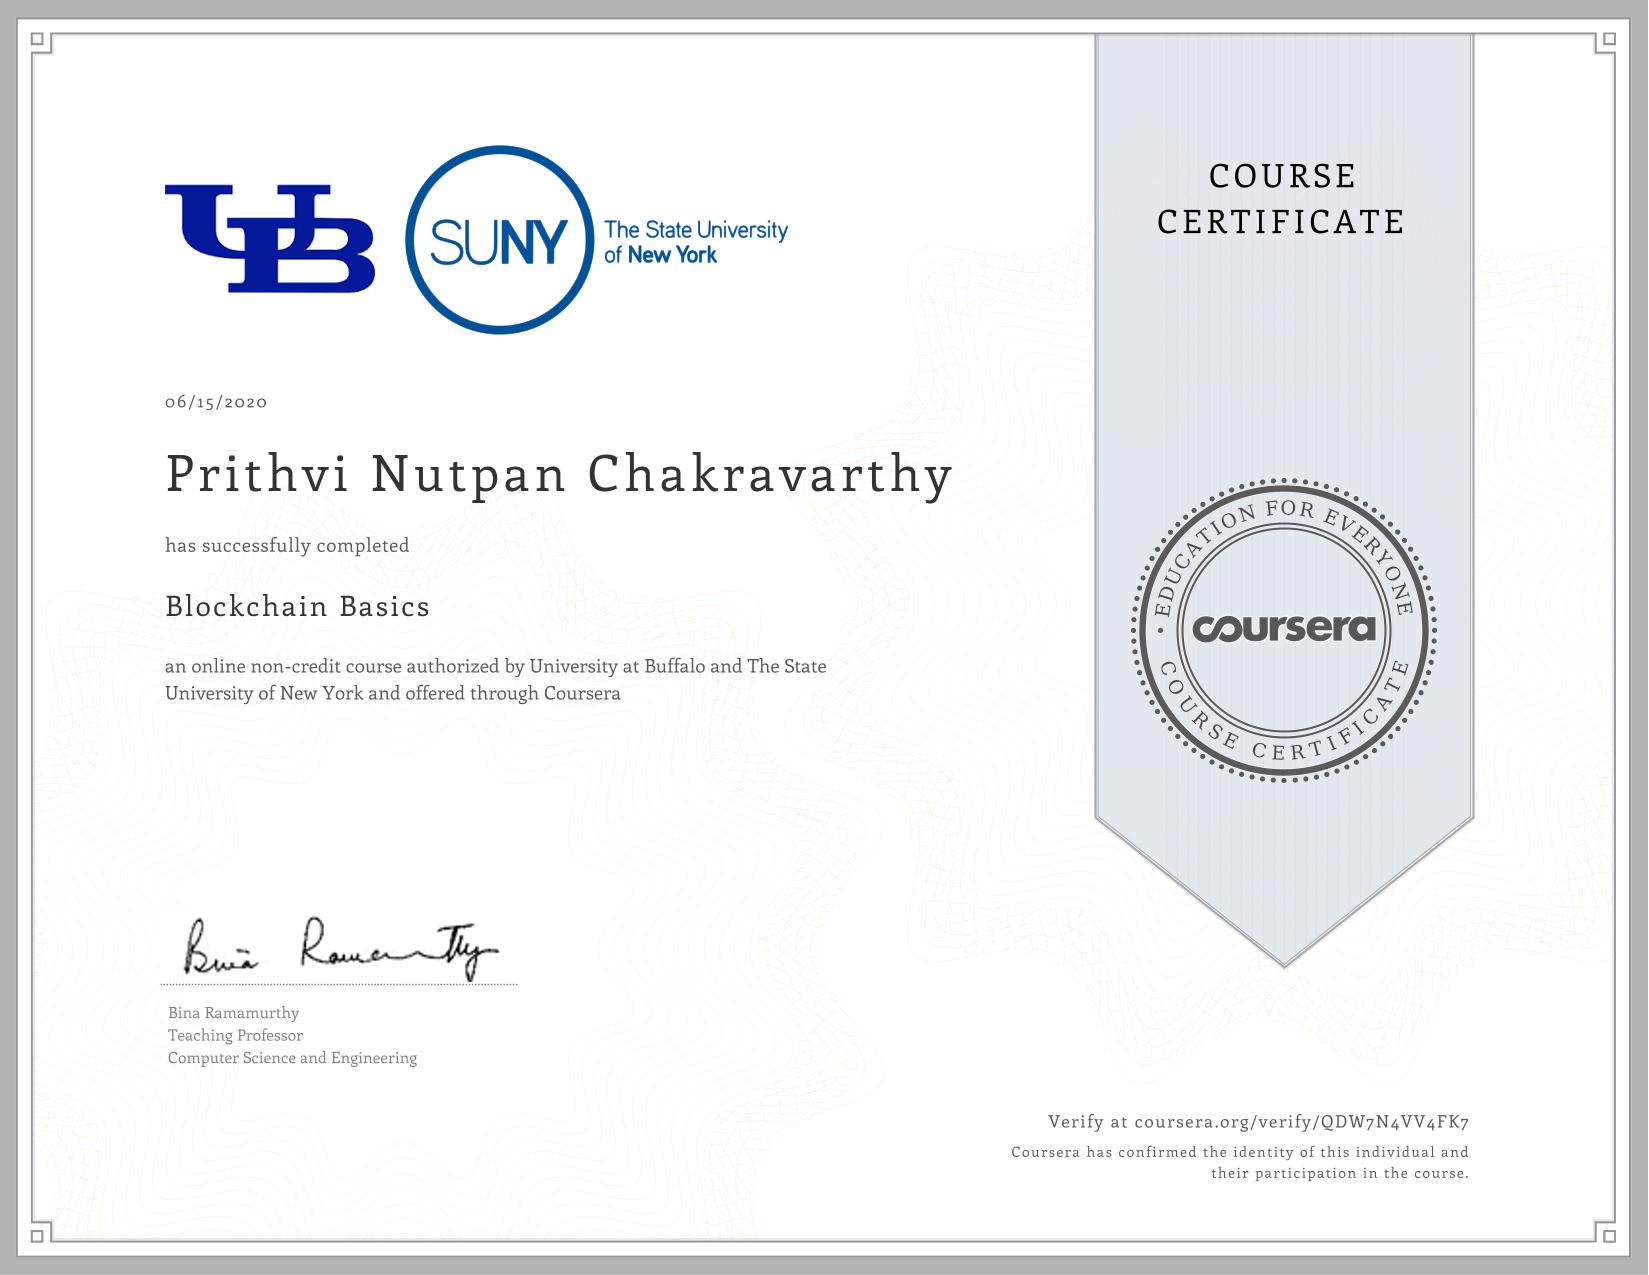 UB
SUNY
The State University
of New York
COURSE
CERTIFICATE
06/15/2020
Prithvi Nutpan Chakravarthy
has successfully completed
Blockchain Basics
an online non-credit course authorized by University at Buffalo and The State
University of New York and offered through Coursera
• EDUCATION FOR EVERYONE
coursera
COURSE CERTIFICATE
Bina Ramamurthy
Bina Ramamurthy
Teaching Professor
Computer Science and Engineering
Verify at coursera.org/verify/QDW7N4VV4FK7
Coursera has confirmed the identity of this individual and
their participation in the course.